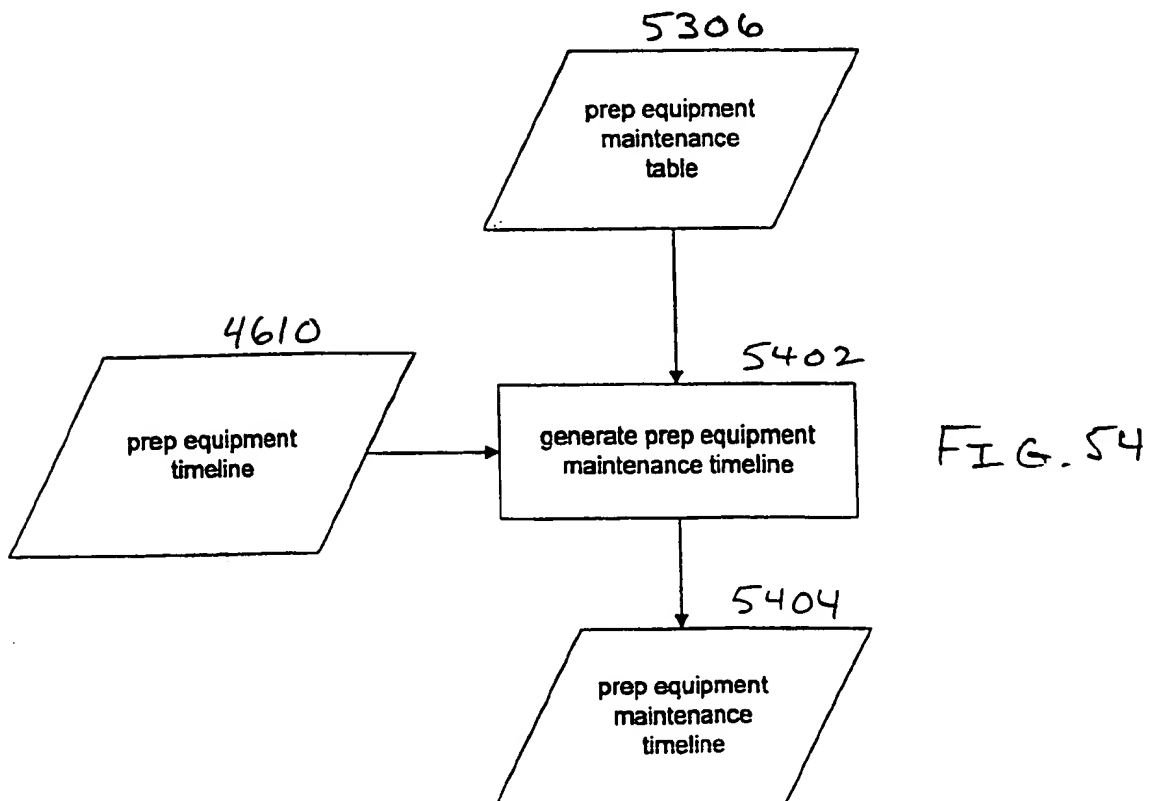 5306
prep equipment
maintenance
table
4610
prep equipment
timeline
5402
generate prep equipment
maintenance timeline
FIG. 54
5404
prep equipment
maintenance
timeline